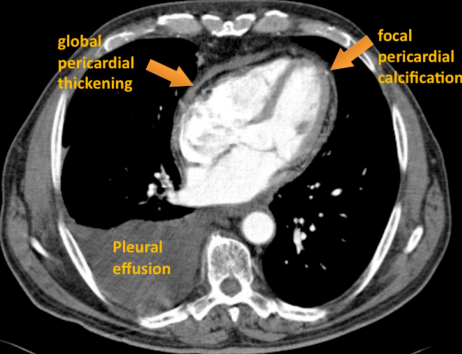 global
pericardial
thickening
focal
pericardial
calcification
Pleural
effusion